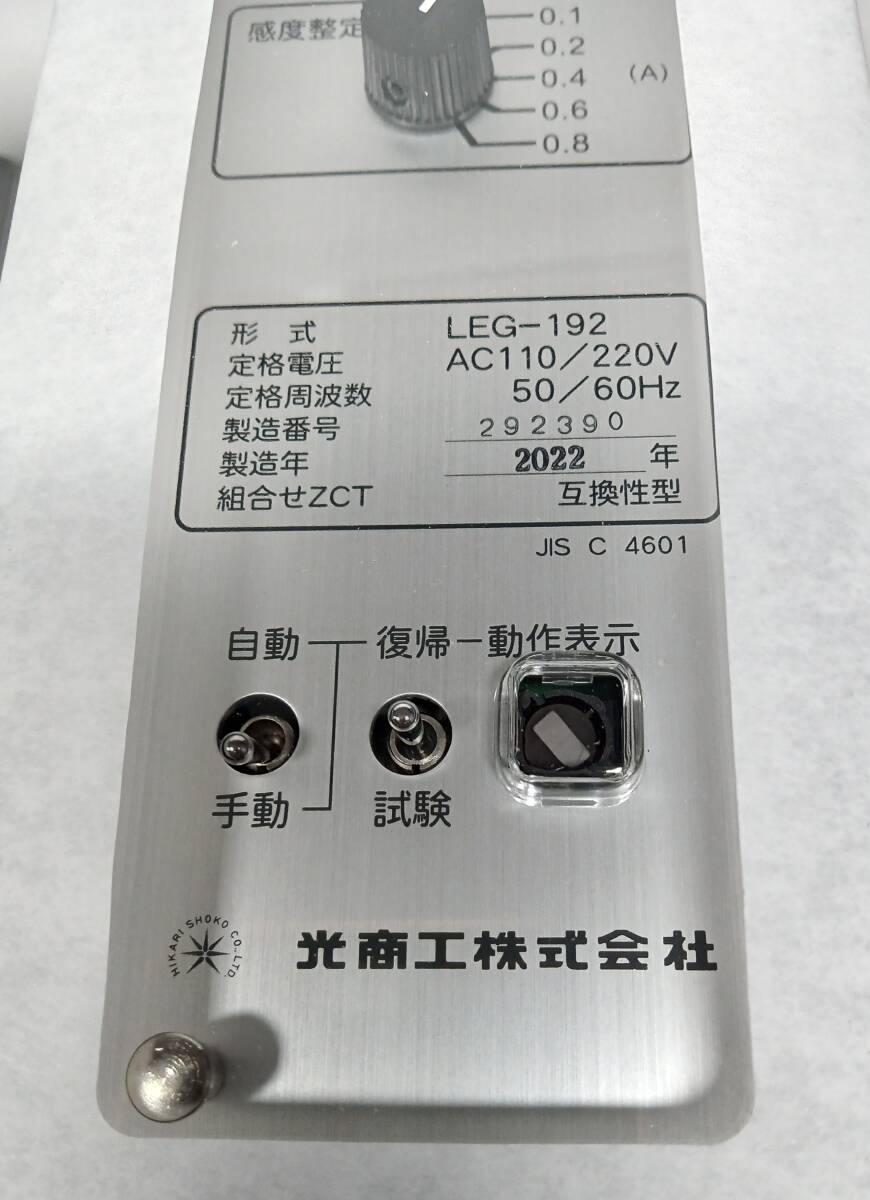 感度整定
0.1
0.2
0.4 (A)
0.6
0.8
形 式 LEG-192
定格電圧 AC110/220V
定格周波数 50/60Hz
製造番号 292390
製造年 2022 年
組合せZCT 互換性型
JIS C 4601
自動 復帰-動作表示
手動 試験
HIKARI SHOKO CO.,LTD.
光商工株式会社